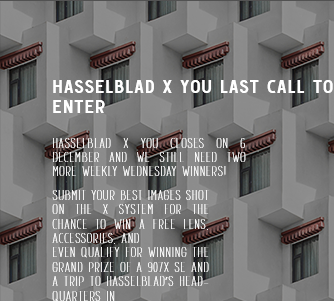 HASSELBLAD X YOU LAST CALL TO
ENTER
HASSELBLAD X YOU CLOSES ON 6
DECEMBER AND WE STILL NEED TWO
MORE WEEKLY WEDNESDAY WINNERS!
SUBMIT YOUR BEST IMAGES SHOT
ON THE X SYSTEM FOR THE
CHANCE TO WIN A FREE LENS,
ACCESSORIES, AND
EVEN QUALIFY FOR WINNING THE
GRAND PRIZE OF A 907X SE AND
A TRIP TO HASSELBLAD'S HEAD-
QUARTERS IN